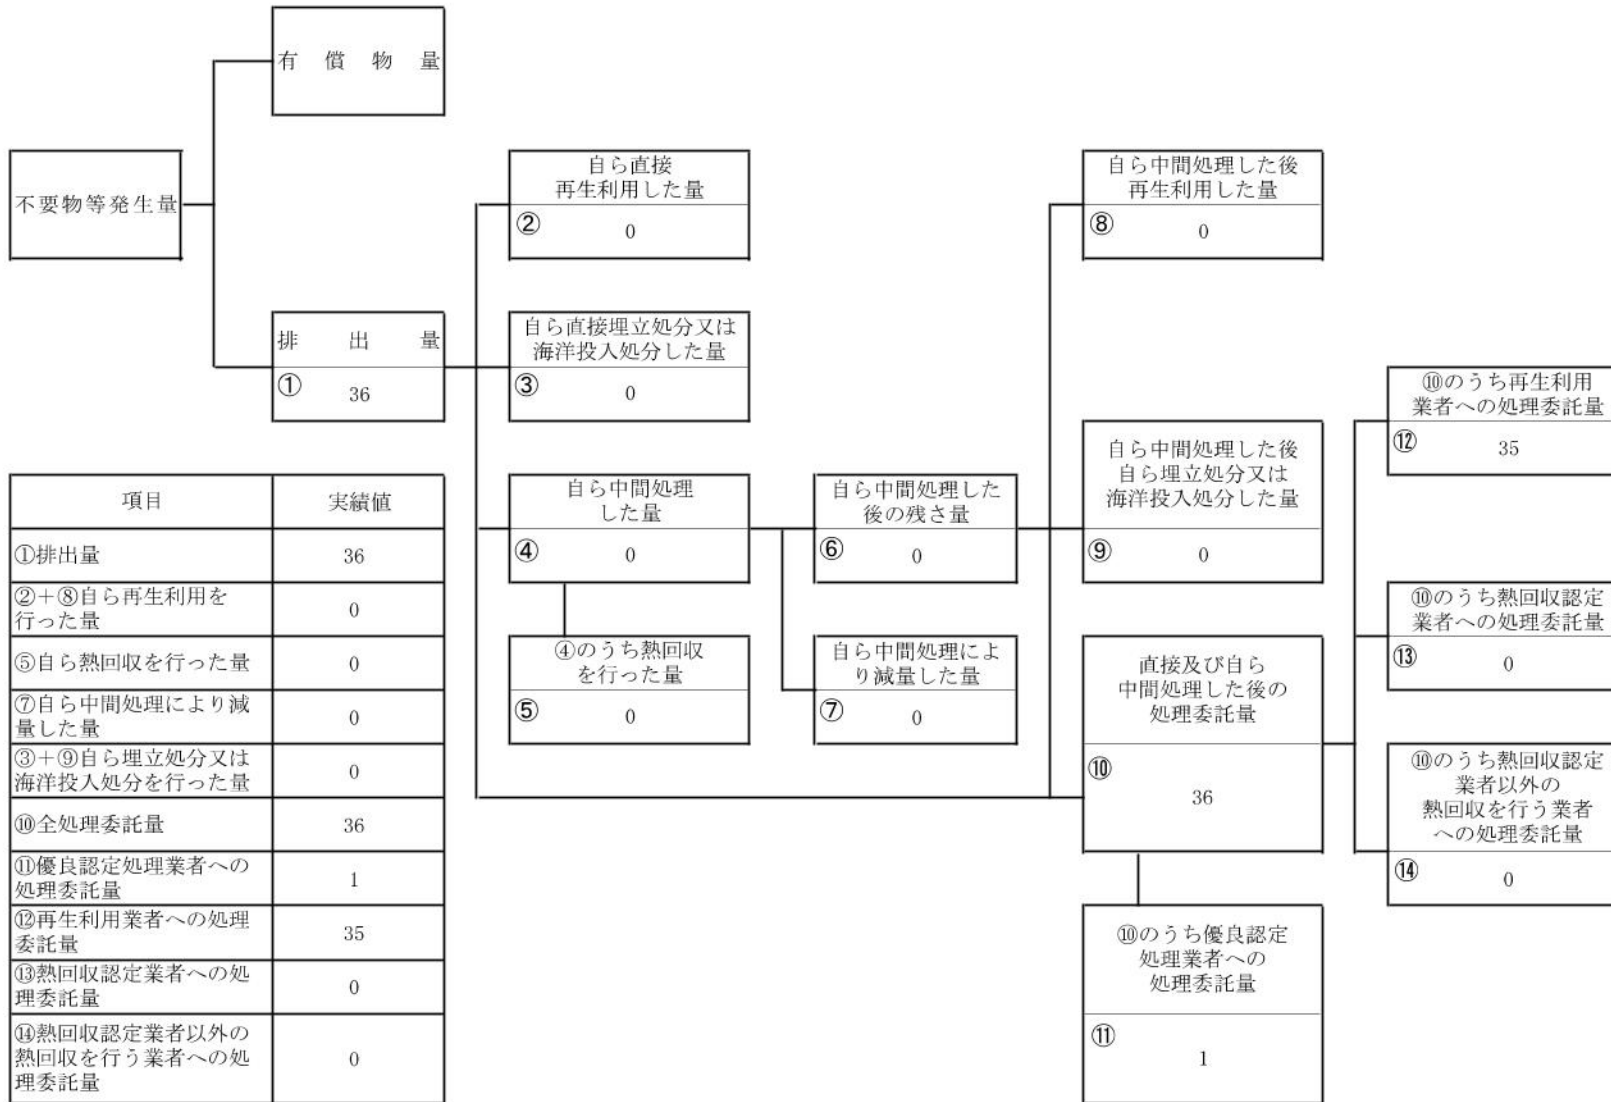 有償物量
不要物等発生量
排出量
①
36
自ら直接
再生利用した量
②
0
自ら直接埋立処分又は
海洋投入処分した量
③
0
自ら中間処理
した量
④
0
④のうち熱回収
を行った量
⑤
0
自ら中間処理した
後の残さ量
⑥
0
自ら中間処理によ
り減量した量
⑦
0
自ら中間処理した後
再生利用した量
⑧
0
自ら中間処理した後
自ら埋立処分又は
海洋投入処分した量
⑨
0
直接及び自ら
中間処理した後の
処理委託量
⑩
36
⑩のうち優良認定
処理業者への
処理委託量
⑪
1
⑩のうち再生利用
業者への処理委託量
⑫
35
⑩のうち熱回収認定
業者への処理委託量
⑬
0
⑩のうち熱回収認定
業者以外の
熱回収を行う業者
への処理委託量
⑭
0
項目 実績値
①排出量 36
②+⑧自ら再生利用を
行った量 0
⑤自ら熱回収を行った量 0
⑦自ら中間処理により減
量した量 0
③+⑨自ら埋立処分又は
海洋投入処分を行った量 0
⑩全処理委託量 36
⑪優良認定処理業者への
処理委託量 1
⑫再生利用業者への処理
委託量 35
⑬熱回収認定業者への処
理委託量 0
⑭熱回収認定業者以外の
熱回収を行う業者への処
理委託量 0